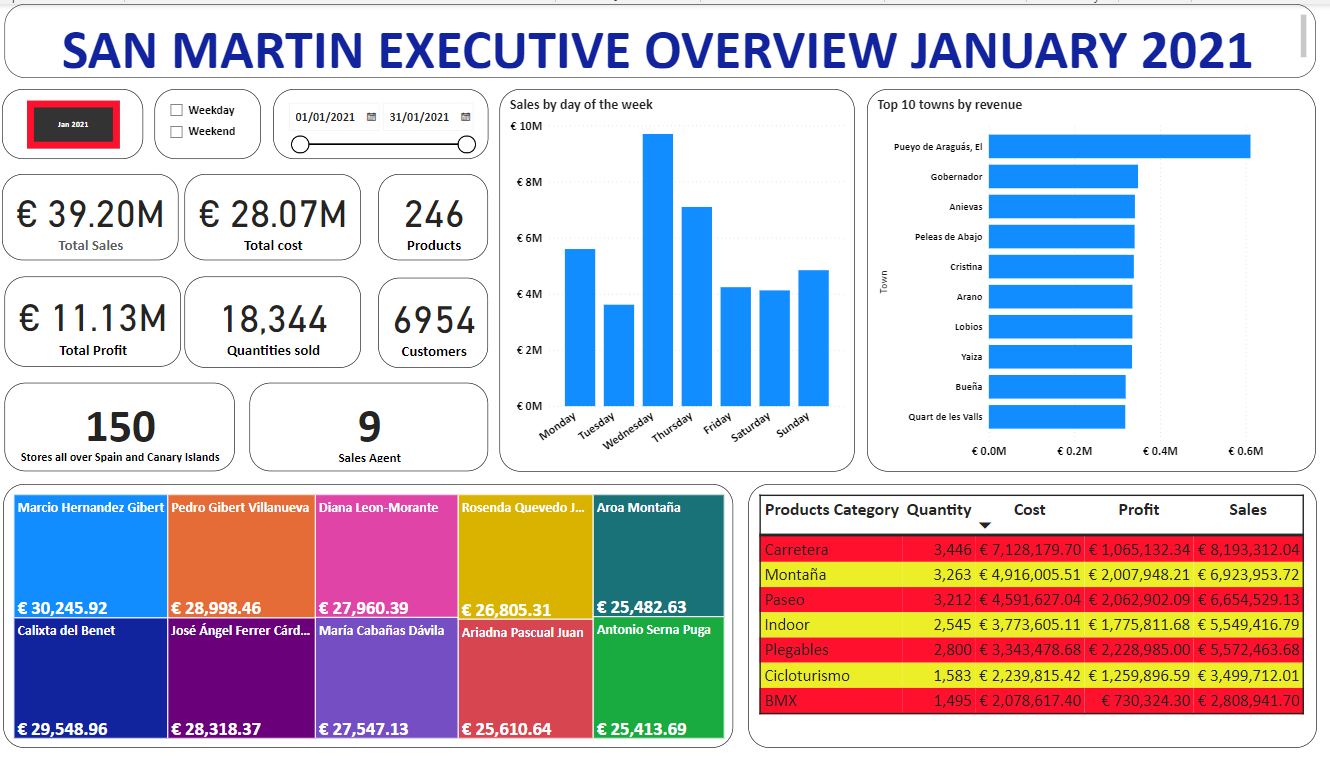 SAN MARTIN EXECUTIVE OVERVIEW JANUARY 2021
Jan 2021
Weekday
Weekend
01/01/2021
31/01/2021
€ 39.20M
Total Sales
€ 28.07M
Total cost
246
Products
€ 11.13M
Total Profit
18,344
Quantities sold
6954
Customers
150
Stores all over Spain and Canary Islands
9
Sales Agent
Sales by day of the week
€ 10M
€ 8M
€ 6M
€ 4M
€ 2M
€ 0M
Monday
Tuesday
Wednesday
Thursday
Friday
Saturday
Sunday
Top 10 towns by revenue
Town
Pueyo de Araguás, El
Gobernador
Anievas
Peleas de Abajo
Cristina
Arano
Lobios
Yaiza
Bueña
Quart de les Valls
€ 0.0M
€ 0.2M
€ 0.4M
€ 0.6M
Marcio Hernandez Gibert
€ 30,245.92
Pedro Gibert Villanueva
€ 28,998.46
Diana Leon-Morante
€ 27,960.39
Rosenda Quevedo J...
€ 26,805.31
Aroa Montaña
€ 25,482.63
Calixta del Benet
€ 29,548.96
José Ángel Ferrer Cárd...
€ 28,318.37
María Cabañas Dávila
€ 27,547.13
Ariadna Pascual Juan
€ 25,610.64
Antonio Serna Puga
€ 25,413.69
Products Category Quantity Cost Profit Sales
Carretera 3,446 € 7,128,179.70 € 1,065,132.34 € 8,193,312.04
Montaña 3,263 € 4,916,005.51 € 2,007,948.21 € 6,923,953.72
Paseo 3,212 € 4,591,627.04 € 2,062,902.09 € 6,654,529.13
Indoor 2,545 € 3,773,605.11 € 1,775,811.68 € 5,549,416.79
Plegables 2,800 € 3,343,478.68 € 2,228,985.00 € 5,572,463.68
Cicloturismo 1,583 € 2,239,815.42 € 1,259,896.59 € 3,499,712.01
BMX 1,495 € 2,078,617.40 € 730,324.30 € 2,808,941.70